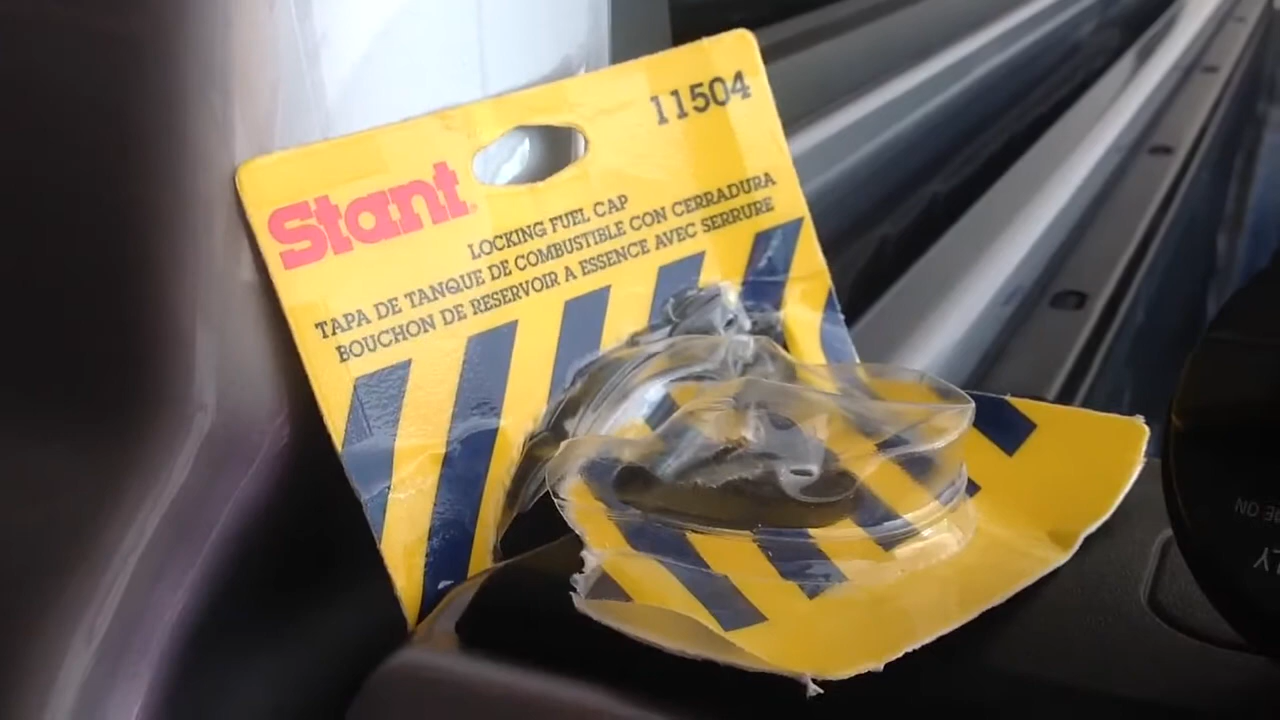 11504
Stant
LOCKING FUEL CAP
TAPA DE TANQUE DE COMBUSTIBLE CON CERRADURA
BOUCHON DE RESERVOIR A ESSENCE AVEC SERRURE